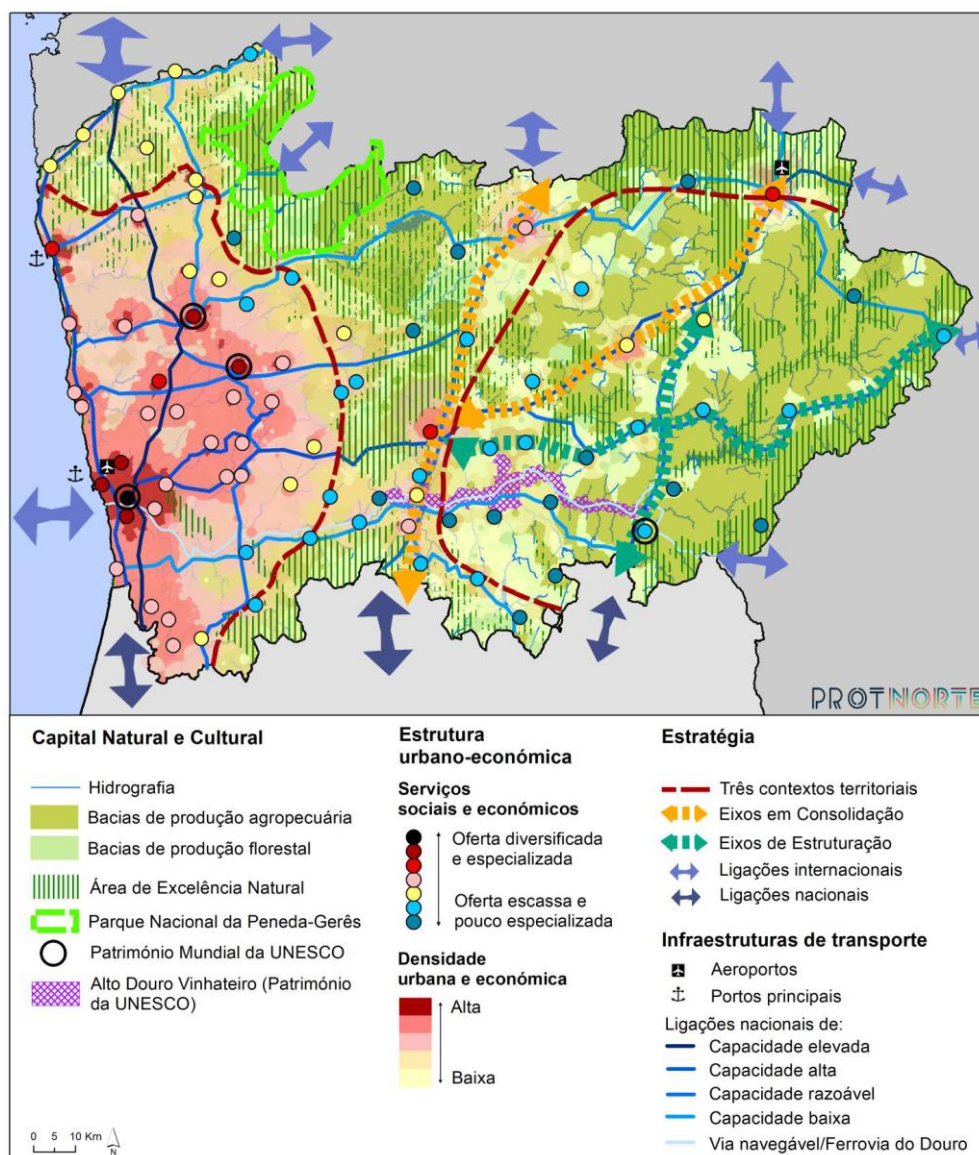 PROTNORTE
Capital Natural e Cultural
Hidrografia
Bacias de produção agropecuária
Bacias de produção florestal
Área de Excelência Natural
Parque Nacional da Peneda-Gerês
Património Mundial da UNESCO
Alto Douro Vinhateiro (Património
da UNESCO)
0 5 10 Km
N
Estrutura
urbano-económica
Serviços
sociais e económicos
Oferta diversificada
e especializada
Oferta escassa e
pouco especializada
Densidade
urbana e económica
Alta
Baixa
Estratégia
Três contextos territoriais
Eixos em Consolidação
Eixos de Estruturação
Ligações internacionais
Ligações nacionais
Infraestruturas de transporte
Aeroportos
Portos principais
Ligações nacionais de:
Capacidade elevada
Capacidade alta
Capacidade razoável
Capacidade baixa
Via navegável/Ferrovia do Douro